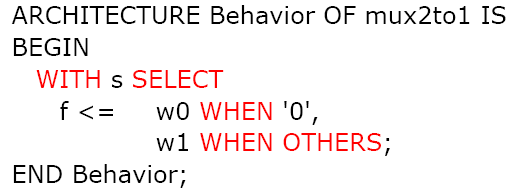 ARCHITECTURE Behavior OF mux2to1 IS
BEGIN
WITH s SELECT
f <= w0 WHEN '0',
w1 WHEN OTHERS;
END Behavior;